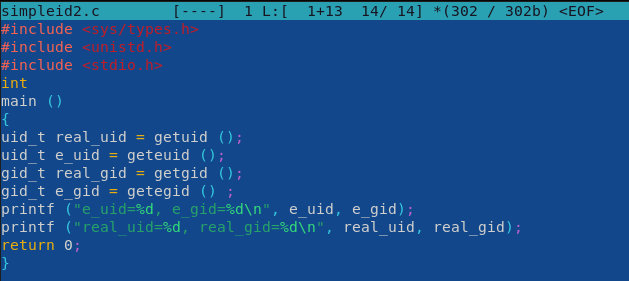 simpleid2.c        [----]  1 L:[  1+13  14/ 14] *(302 / 302b) <EOF>
#include <sys/types.h>
#include <unistd.h>
#include <stdio.h>
int
main ()
{
uid_t real_uid = getuid ();
uid_t e_uid = geteuid ();
gid_t real_gid = getgid ();
gid_t e_gid = getegid () ;
printf ("e_uid=%d, e_gid=%d\n", e_uid, e_gid);
printf ("real_uid=%d, real_gid=%d\n", real_uid, real_gid);
return 0;
}